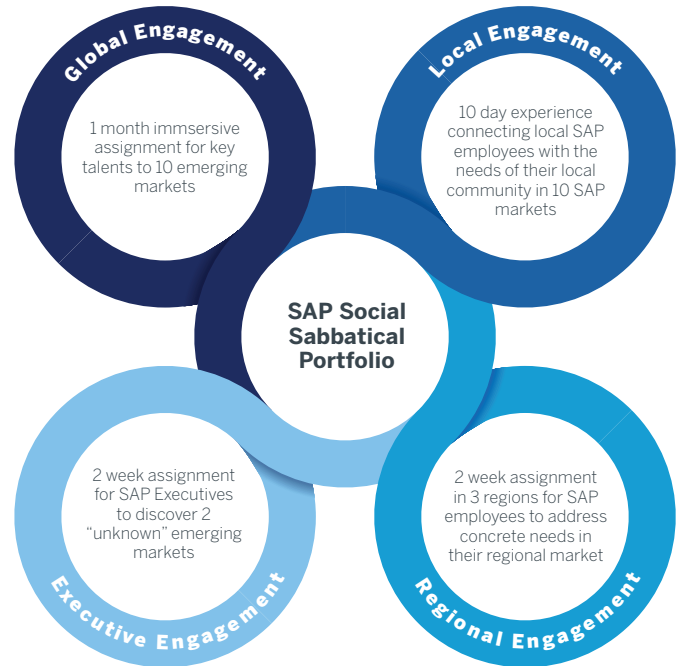 Global Engagement
1 month immsersive
assignment for key
talents to 10 emerging
markets
Local Engagement
10 day experience
connecting local SAP
employees with the
needs of their local
community in 10 SAP
markets
SAP Social
Sabbatical
Portfolio
2 week assignment
for SAP Executives
to discover 2
“unknown” emerging
markets
Executive Engagement
2 week assignment
in 3 regions for SAP
employees to address
concrete needs in
their regional market
Regional Engagement